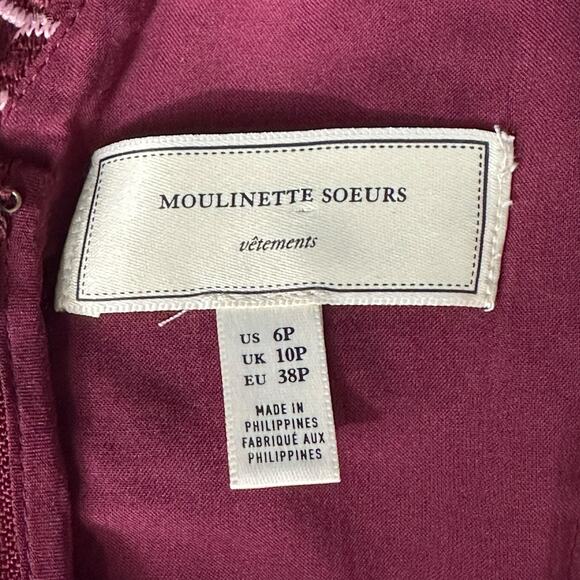 MOULINETTE SOEURS
vêtements
US 6P
UK 10P
EU 38P
MADE IN
PHILIPPINES
FABRIQUÉ AUX
PHILIPPINES